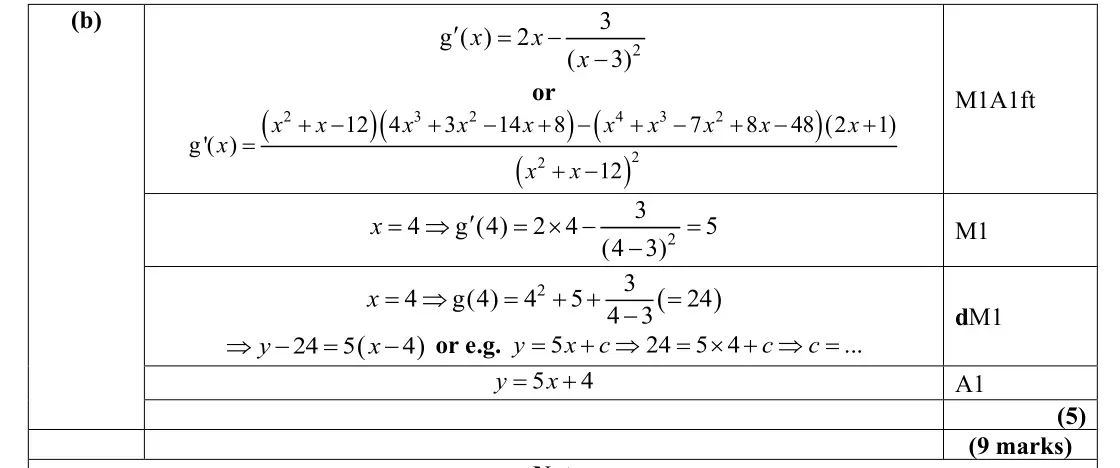 (b)
g′(x) = 2x − 3/(x − 3)²
or
g'(x) = ((x² + x − 12)(4x³ + 3x² − 14x + 8) − (x⁴ + x³ − 7x² + 8x − 48)(2x + 1))/(x² + x − 12)²
M1A1ft
x = 4 ⇒ g′(4) = 2 × 4 − 3/(4 − 3)² = 5
M1
x = 4 ⇒ g(4) = 4² + 5 + 3/(4 − 3) (= 24)
⇒ y − 24 = 5(x − 4) or e.g. y = 5x + c ⇒ 24 = 5 × 4 + c ⇒ c = ...
dM1
y = 5x + 4
A1
(5)
(9 marks)